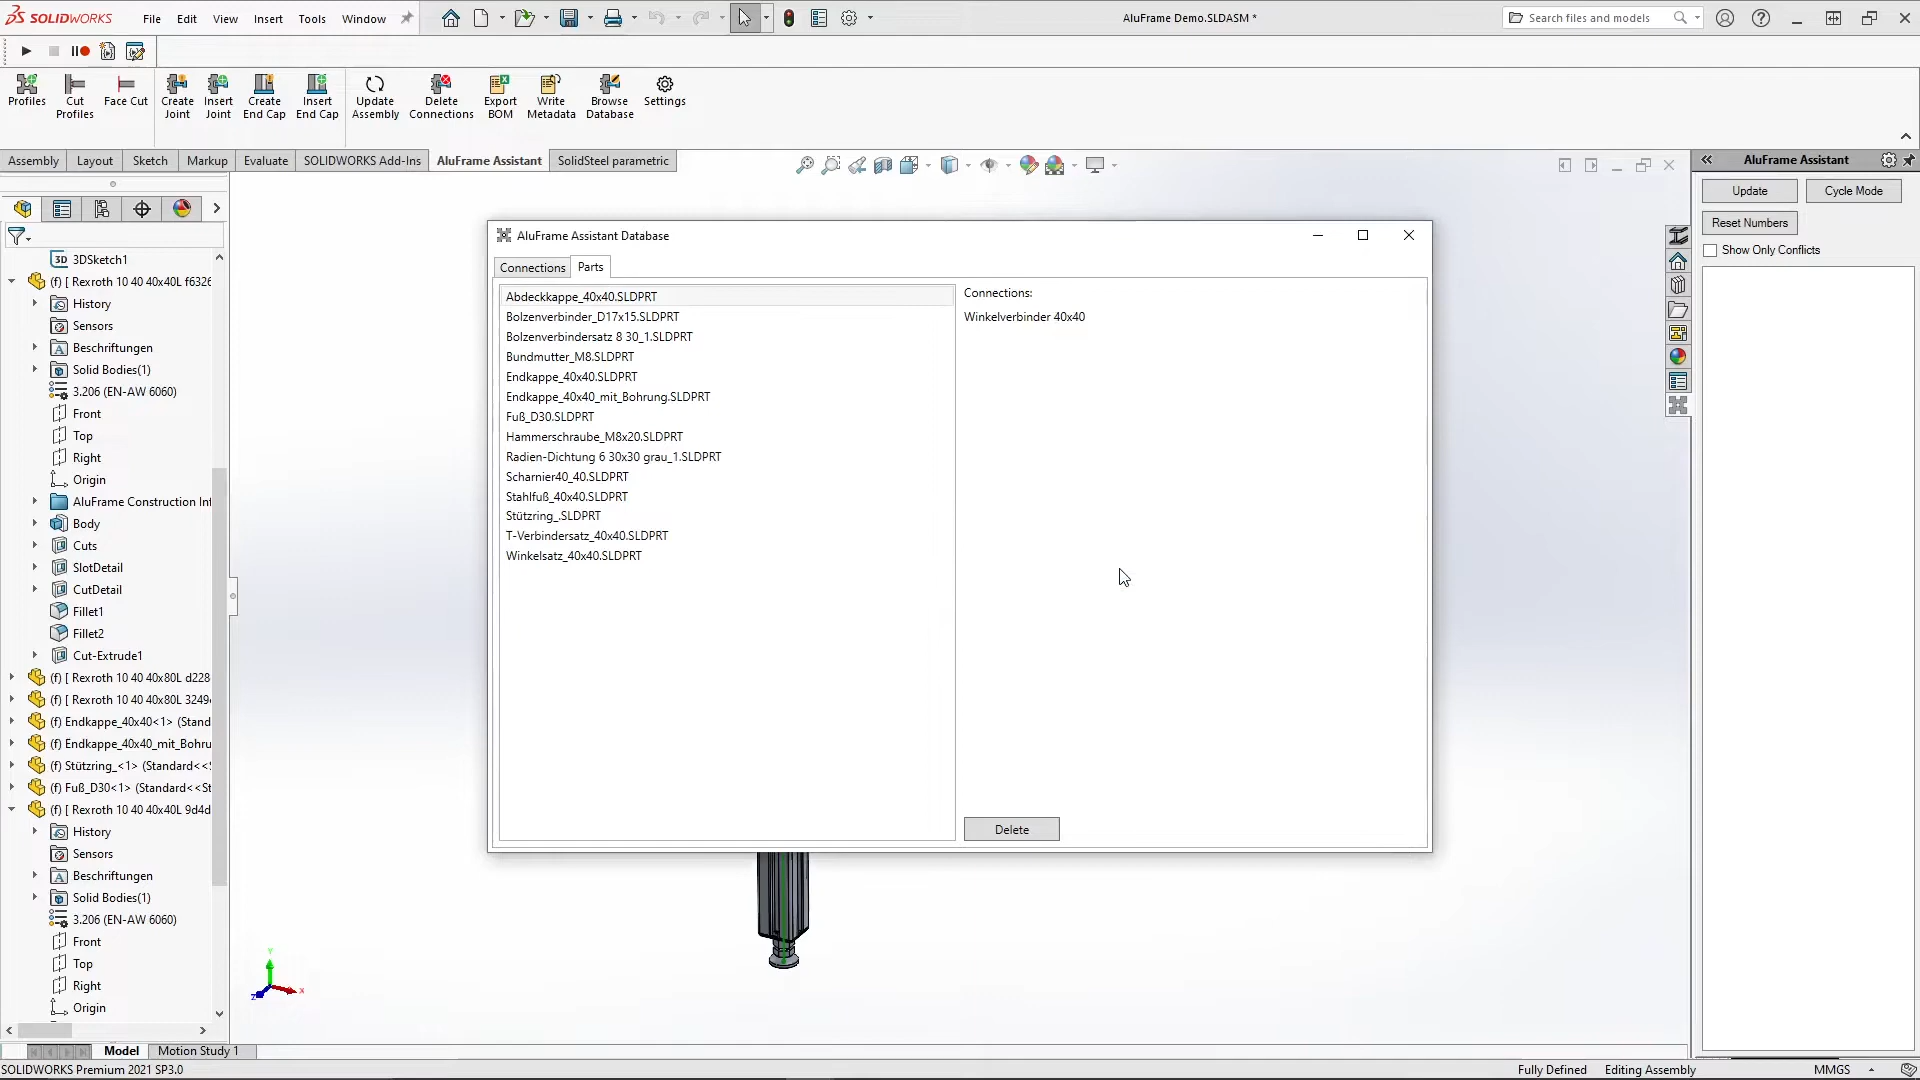 SOLIDWORKS
File Edit View Insert Tools Window
AluFrame Demo.SLDASM *
Search files and models
Profiles
Cut Profiles
Face Cut
Create Joint
Insert Joint
Create End Cap
Insert End Cap
Update Assembly
Delete Connections
Export BOM
Write Metadata
Browse Database
Settings
Assembly Layout Sketch Markup Evaluate SOLIDWORKS Add-Ins AluFrame Assistant SolidSteel parametric
3DSketch1
(f) [ Rexroth 10 40 40x40L f6326
History
Sensors
Beschriftungen
Solid Bodies(1)
3.206 (EN-AW 6060)
Front
Top
Right
Origin
AluFrame Construction Inf
Body
Cuts
SlotDetail
CutDetail
Fillet1
Fillet2
Cut-Extrude1
(f) [ Rexroth 10 40 40x80L d228
(f) [ Rexroth 10 40 40x80L 3249
(f) Endkappe_40x40<1> (Stand
(f) Endkappe_40x40_mit_Bohru
(f) Stützring_<1> (Standard<<S
(f) Fuß_D30<1> (Standard<<St
(f) [ Rexroth 10 40 40x40L 9d4d
History
Sensors
Beschriftungen
Solid Bodies(1)
3.206 (EN-AW 6060)
Front
Top
Right
Origin
AluFrame Assistant Database
Connections Parts
Abdeckkappe_40x40.SLDPRT
Bolzenverbinder_D17x15.SLDPRT
Bolzenverbindersatz 8 30_1.SLDPRT
Bundmutter_M8.SLDPRT
Endkappe_40x40.SLDPRT
Endkappe_40x40_mit_Bohrung.SLDPRT
Fuß_D30.SLDPRT
Hammerschraube_M8x20.SLDPRT
Radien-Dichtung 6 30x30 grau_1.SLDPRT
Scharnier40_40.SLDPRT
Stahlfuß_40x40.SLDPRT
Stützring_.SLDPRT
T-Verbindersatz_40x40.SLDPRT
Winkelsatz_40x40.SLDPRT
Connections:
Winkelverbinder 40x40
Delete
AluFrame Assistant
Update Cycle Mode
Reset Numbers
Show Only Conflicts
Y
X
Z
Model Motion Study 1
SOLIDWORKS Premium 2021 SP3.0
Fully Defined Editing Assembly MMGS